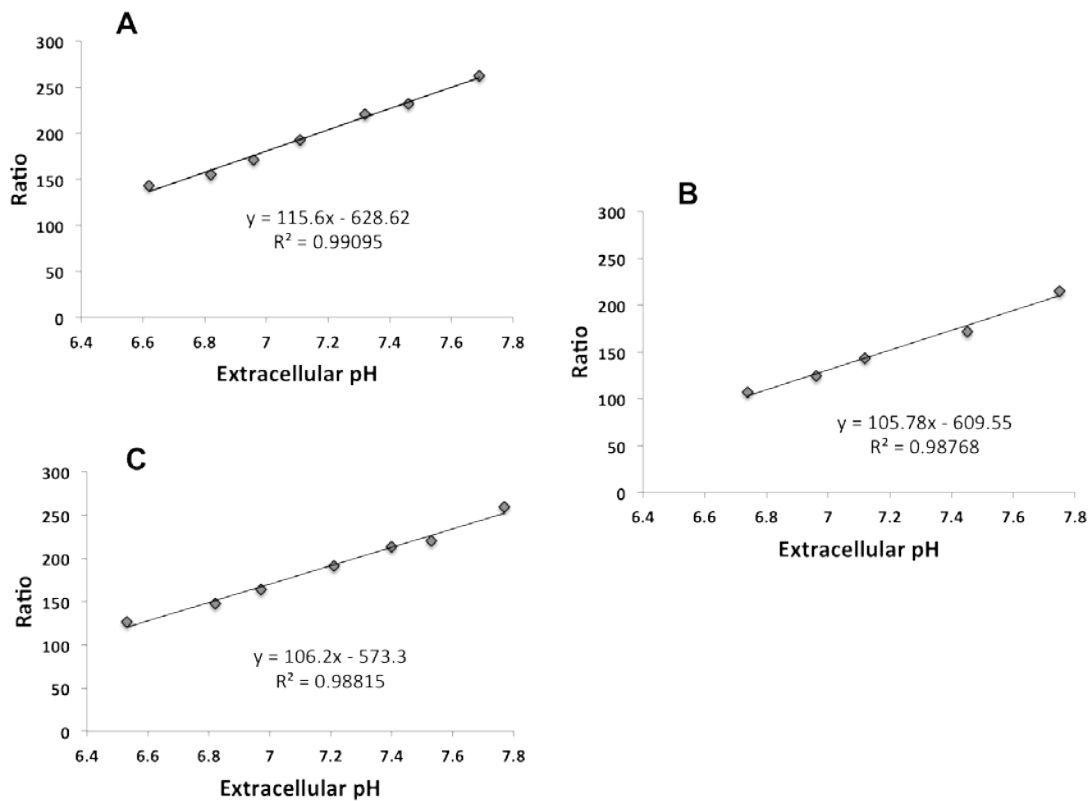 A
300
250
200
150
100
50
0
Ratio
y = 115.6x - 628.62
R² = 0.99095
6.4 6.6 6.8 7 7.2 7.4 7.6 7.8
Extracellular pH
B
300
250
200
150
100
50
0
Ratio
y = 105.78x - 609.55
R² = 0.98768
6.4 6.6 6.8 7 7.2 7.4 7.6 7.8
Extracellular pH
C
300
250
200
150
100
50
0
Ratio
y = 106.2x - 573.3
R² = 0.98815
6.4 6.6 6.8 7 7.2 7.4 7.6 7.8
Extracellular pH